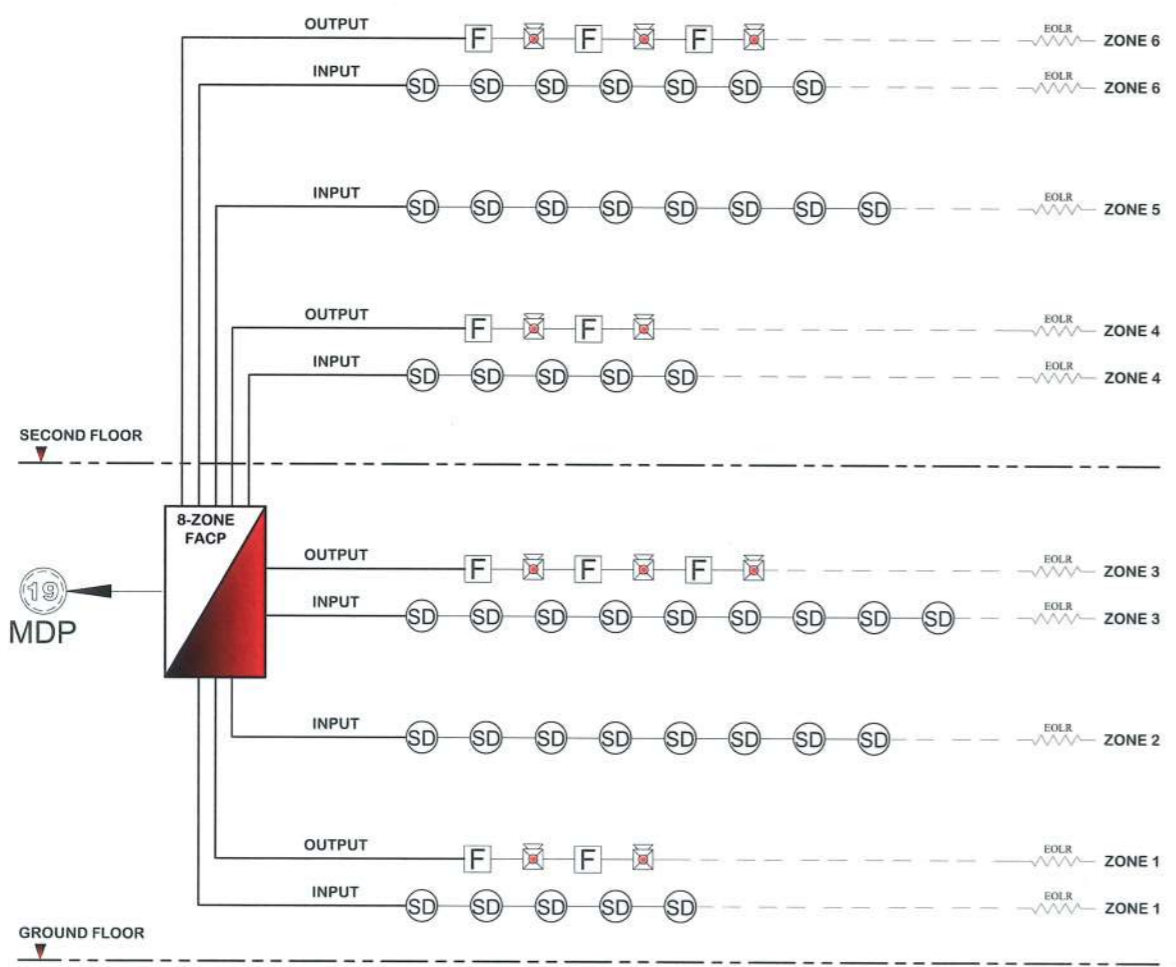 OUTPUT F F F EOLR ZONE 6
INPUT SD SD SD SD SD SD SD EOLR ZONE 6
INPUT SD SD SD SD SD SD SD SD EOLR ZONE 5
OUTPUT F F EOLR ZONE 4
INPUT SD SD SD SD SD EOLR ZONE 4
SECOND FLOOR
8-ZONE
FACP
OUTPUT F F F EOLR ZONE 3
19
MDP
INPUT SD SD SD SD SD SD SD SD SD EOLR ZONE 3
INPUT SD SD SD SD SD SD SD SD EOLR ZONE 2
OUTPUT F F EOLR ZONE 1
INPUT SD SD SD SD SD EOLR ZONE 1
GROUND FLOOR